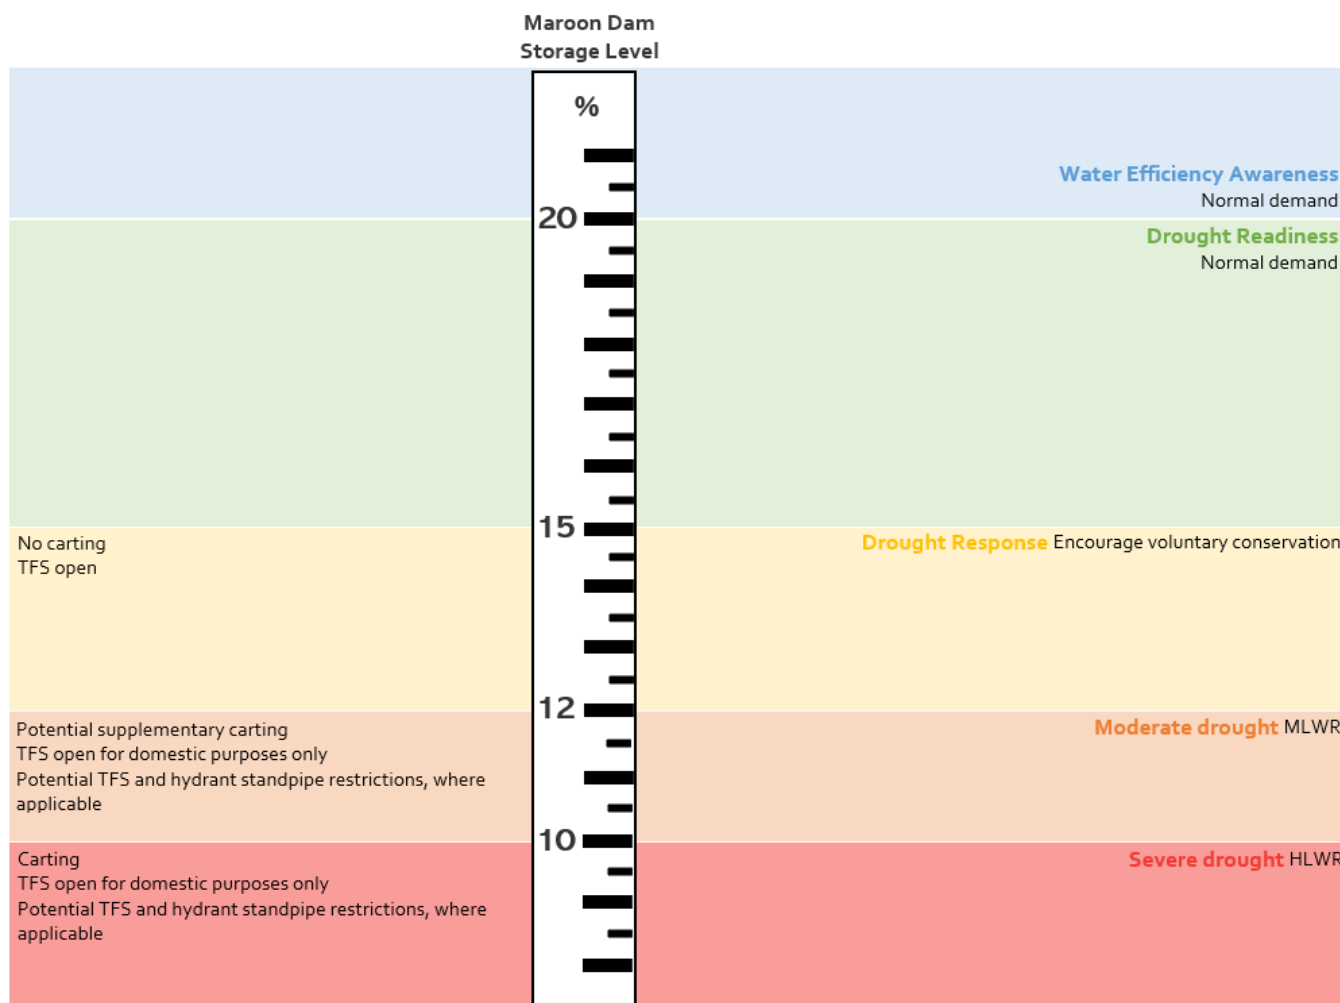 Maroon Dam
Storage Level
%
Water Efficiency Awareness
Normal demand
20
Drought Readiness
Normal demand
15
No carting
TFS open
Drought Response Encourage voluntary conservation
12
Potential supplementary carting
TFS open for domestic purposes only
Potential TFS and hydrant standpipe restrictions, where
applicable
Moderate drought MLWR
10
Carting
TFS open for domestic purposes only
Potential TFS and hydrant standpipe restrictions, where
applicable
Severe drought HLWR